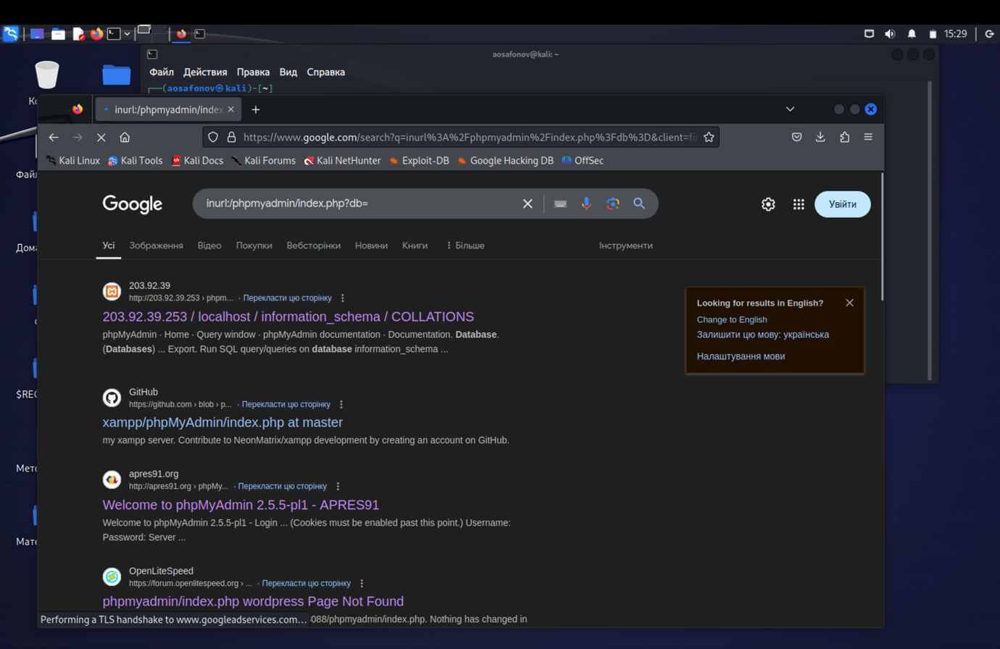 15:29
aosafonov@kali: ~
Файл Действия Правка Вид Справка
(aosafonov㉿kali)-[~]
inurl:/phpmyadmin/index
https://www.google.com/search?q=inurl%3A%2Fphpmyadmin%2Findex.php%3Fdb%3D&client=fi
Kali Linux Kali Tools Kali Docs Kali Forums Kali NetHunter Exploit-DB Google Hacking DB OffSec
Google inurl:/phpmyadmin/index.php?db= Увійти
Усі Зображення Відео Покупки Вебсторінки Новини Книги Більше Інструменти
203.92.39
http://203.92.39.253 › phpm... · Перекласти цю сторінку
203.92.39.253 / localhost / information_schema / COLLATIONS
phpMyAdmin · Home · Query window · phpMyAdmin documentation · Documentation. Database.
(Databases) ... Export. Run SQL query/queries on database information_schema ...
Looking for results in English?
Change to English
Залишити цю мову: українська
Налаштування мови
GitHub
https://github.com › blob › p... · Перекласти цю сторінку
xampp/phpMyAdmin/index.php at master
my xampp server. Contribute to NeonMatrix/xampp development by creating an account on GitHub.
apres91.org
http://apres91.org › phpMy... · Перекласти цю сторінку
Welcome to phpMyAdmin 2.5.5-pl1 - APRES91
Welcome to phpMyAdmin 2.5.5-pl1 - Login ... (Cookies must be enabled past this point.) Username:
Password: Server ...
OpenLiteSpeed
https://forum.openlitespeed.org › ... · Перекласти цю сторінку
phpmyadmin/index.php wordpress Page Not Found
Performing a TLS handshake to www.googleadservices.com… :8088/phpmyadmin/index.php. Nothing has changed in
Ко
Файл
Дома
$REC
Мето
Мате